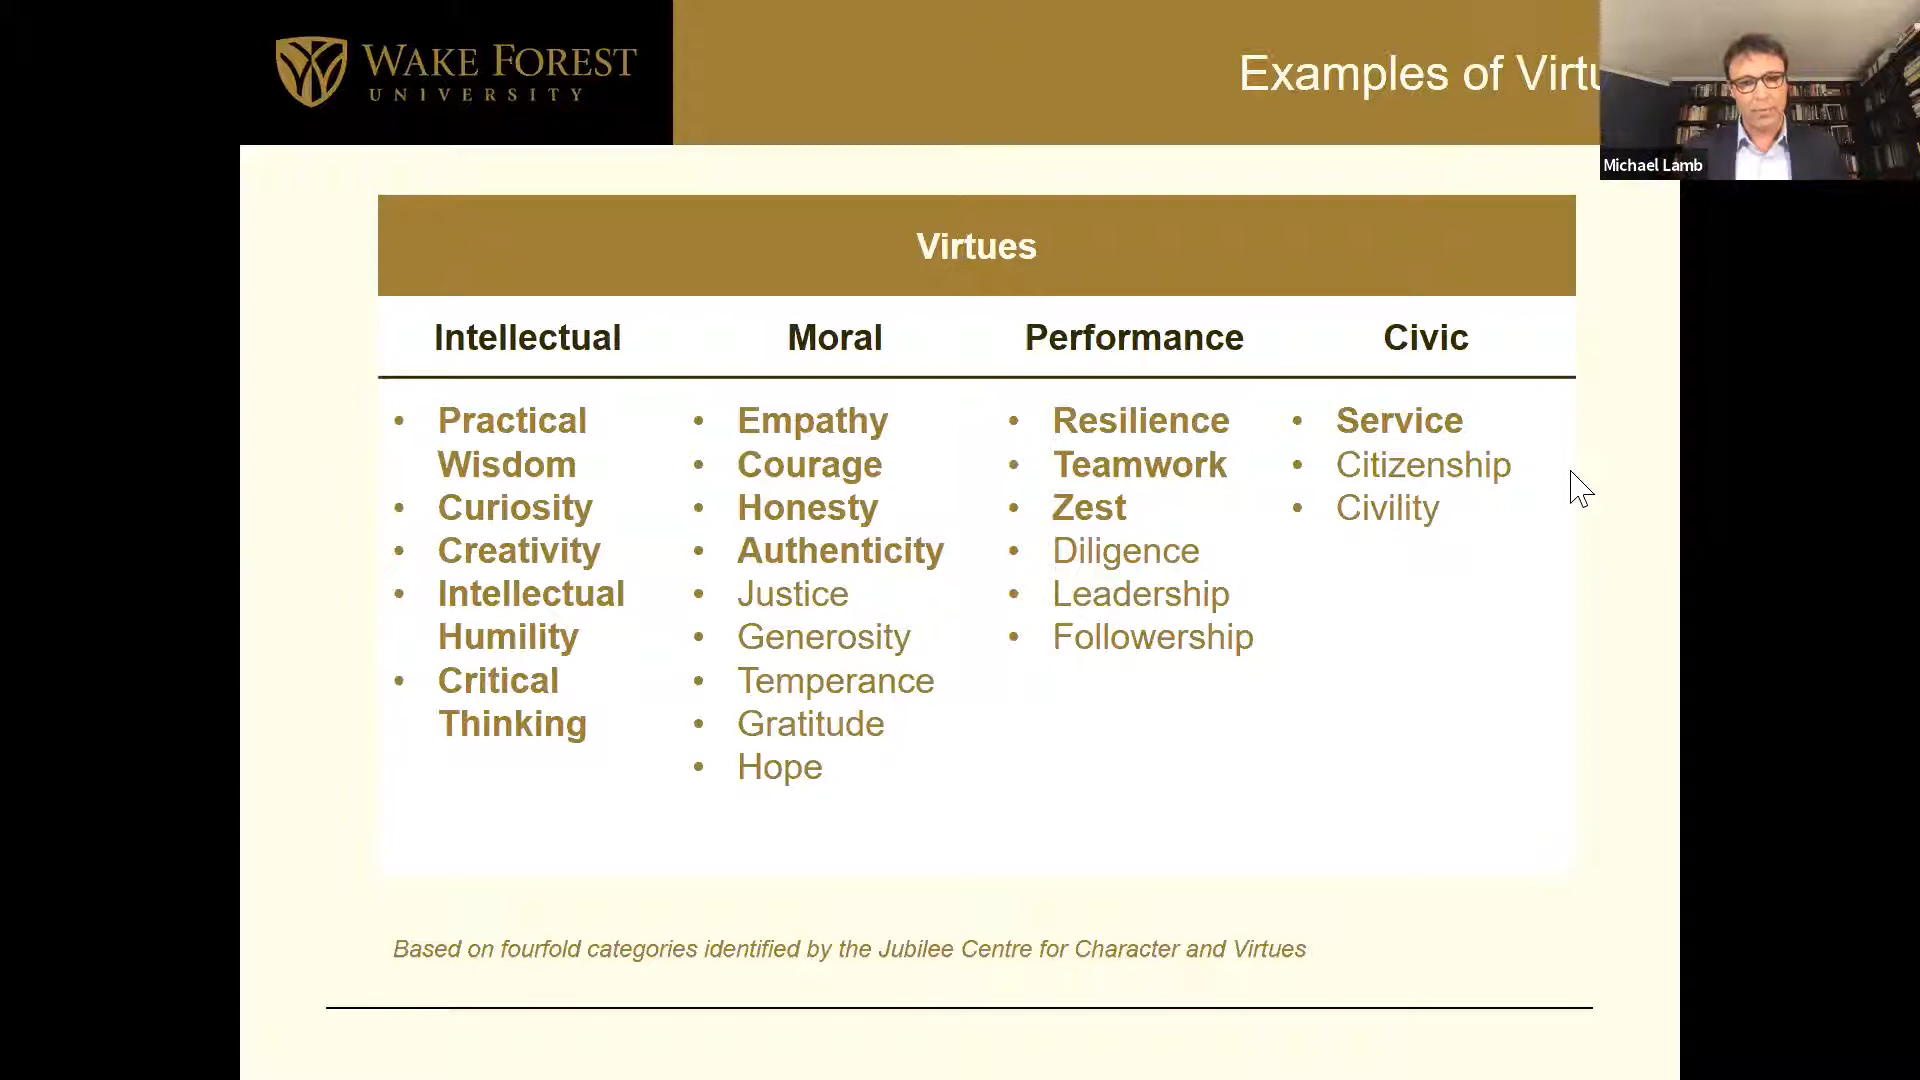 WAKE FOREST
UNIVERSITY
Examples of Virtu
Michael Lamb
Virtues
Intellectual
Moral
Performance
Civic
• Practical
Wisdom
• Curiosity
• Creativity
• Intellectual
Humility
• Critical
Thinking
• Empathy
• Courage
• Honesty
• Authenticity
• Justice
• Generosity
• Temperance
• Gratitude
• Hope
• Resilience
• Teamwork
• Zest
• Diligence
• Leadership
• Followership
• Service
• Citizenship
• Civility
Based on fourfold categories identified by the Jubilee Centre for Character and Virtues